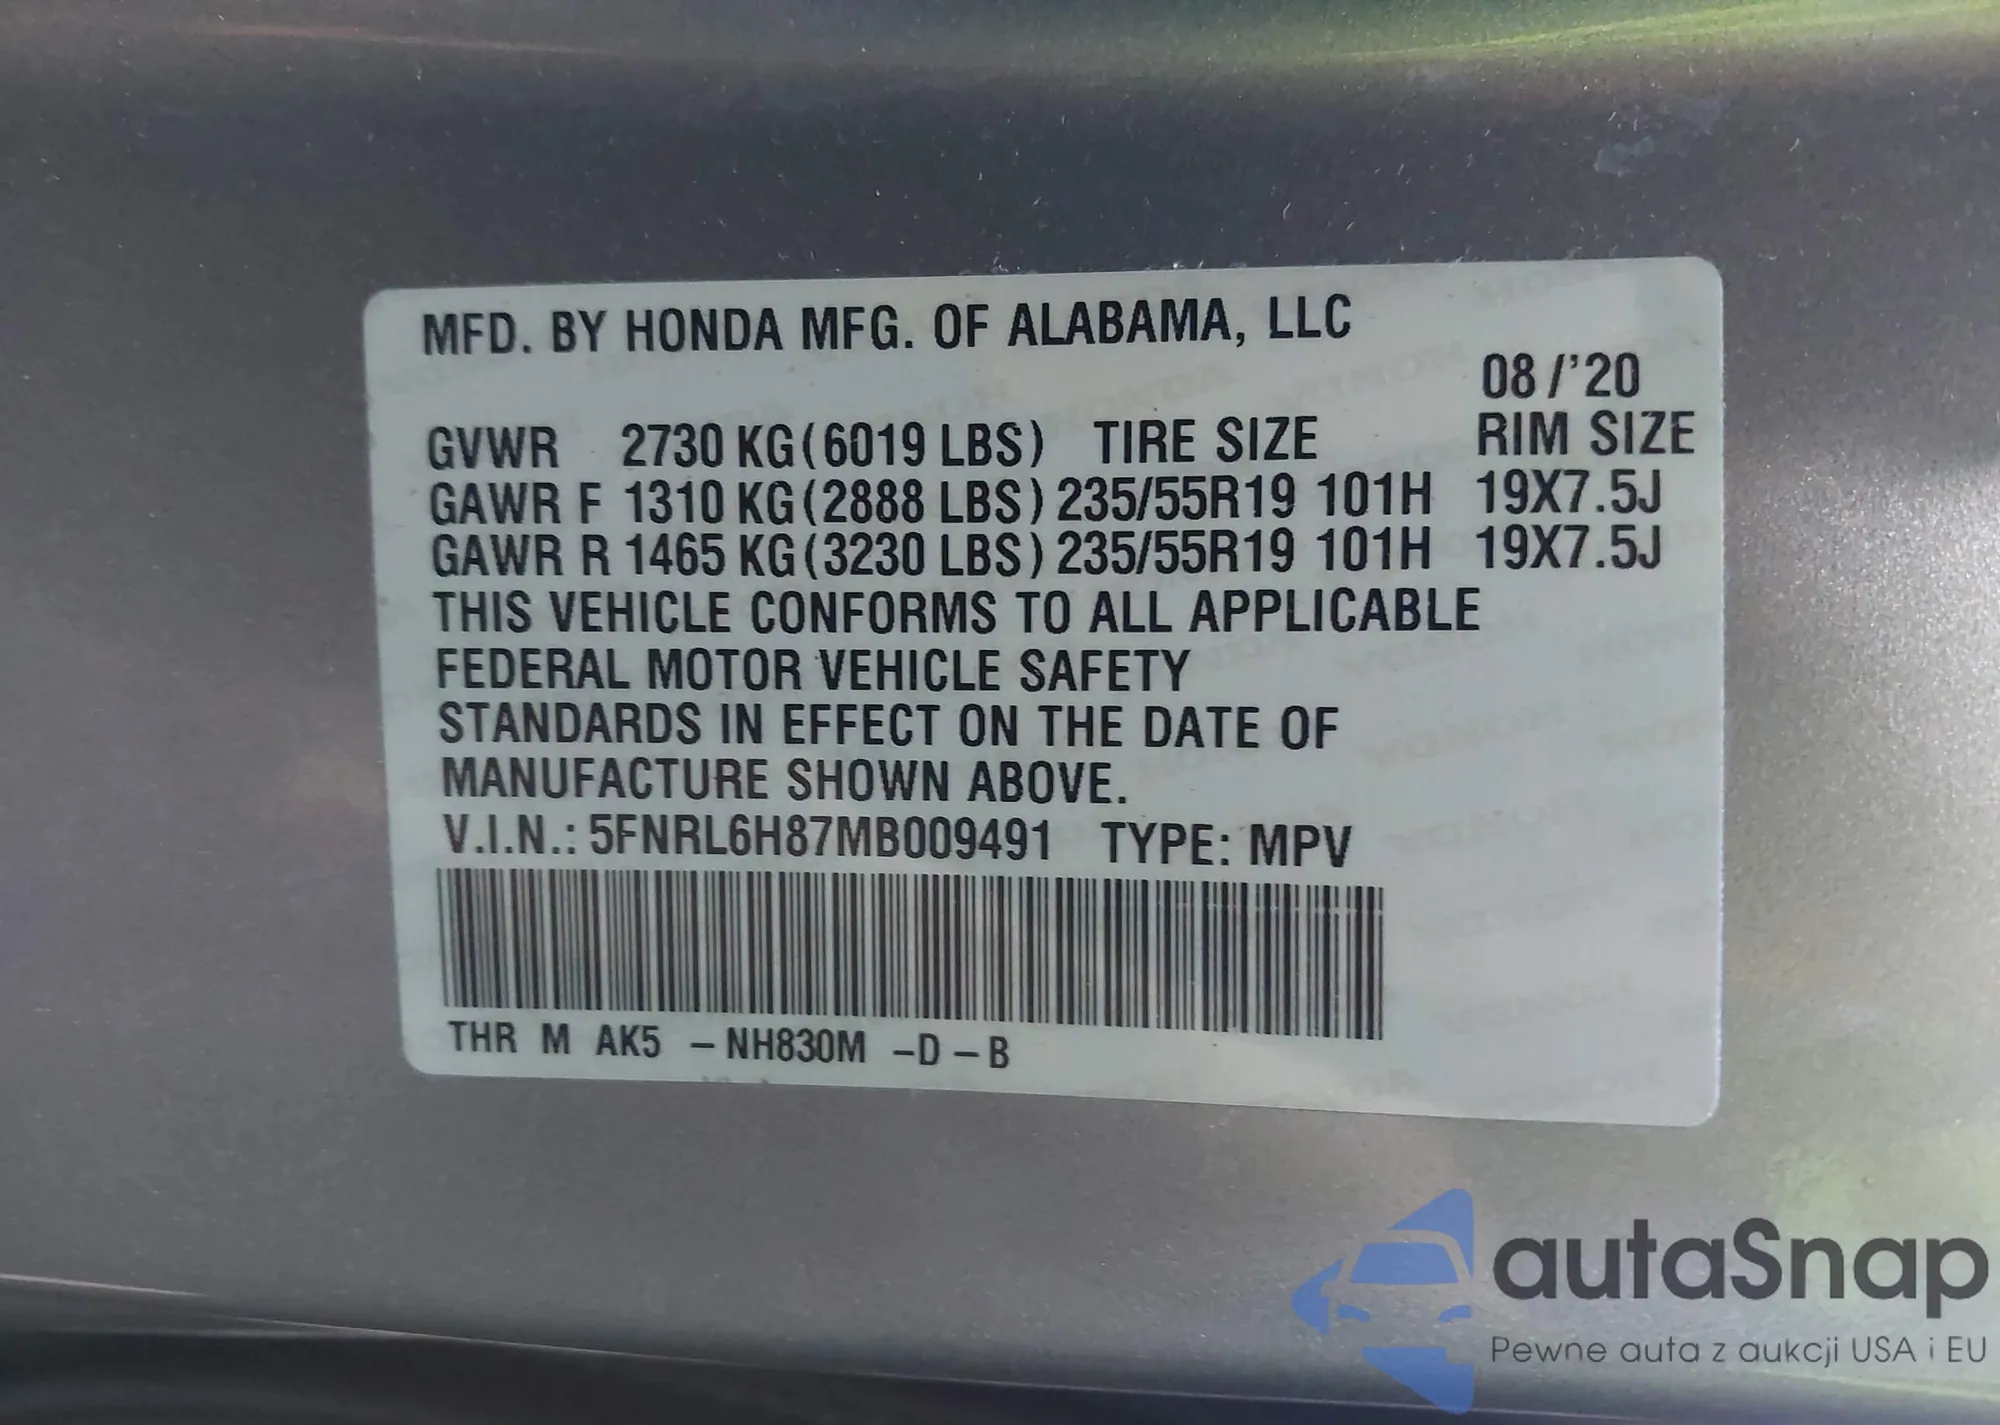 MFD. BY HONDA MFG. OF ALABAMA, LLC
08/'20
GVWR 2730 KG(6019 LBS) TIRE SIZE RIM SIZE
GAWR F 1310 KG(2888 LBS) 235/55R19 101H 19X7.5J
GAWR R 1465 KG(3230 LBS) 235/55R19 101H 19X7.5J
THIS VEHICLE CONFORMS TO ALL APPLICABLE
FEDERAL MOTOR VEHICLE SAFETY
STANDARDS IN EFFECT ON THE DATE OF
MANUFACTURE SHOWN ABOVE.
V.I.N.: 5FNRL6H87MB009491 TYPE: MPV
THR M AK5 -NH830M -D-B
autaSnap
Pewne auta z aukcji USA i EU